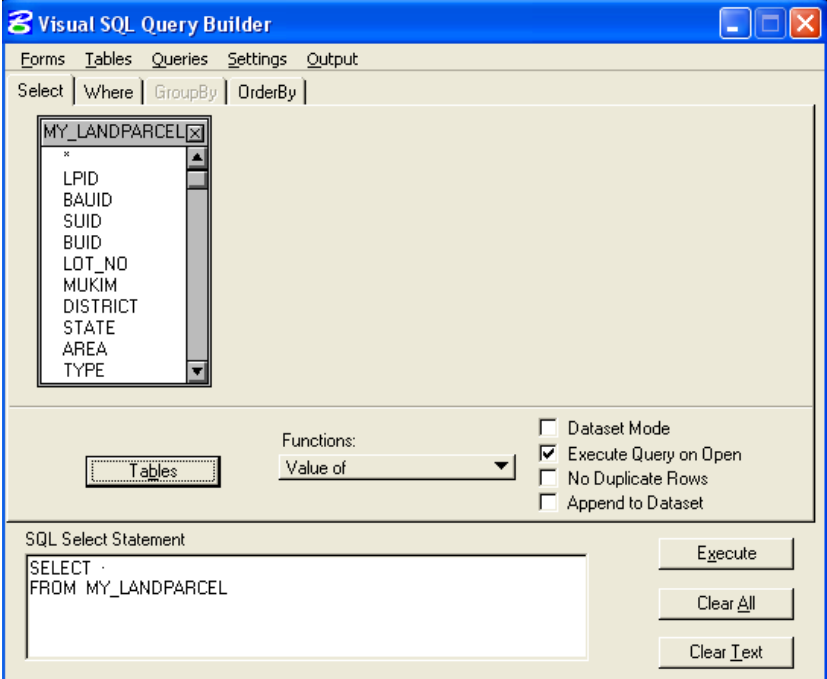 Visual SQL Query Builder
Forms Tables Queries Settings Output
Select Where GroupBy OrderBy
MY_LANDPARCEL
*
LPID
BAUID
SUID
BUID
LOT_NO
MUKIM
DISTRICT
STATE
AREA
TYPE
Tables
Functions:
Value of
Dataset Mode
Execute Query on Open
No Duplicate Rows
Append to Dataset
SQL Select Statement
SELECT ·
FROM MY_LANDPARCEL
Execute
Clear All
Clear Text